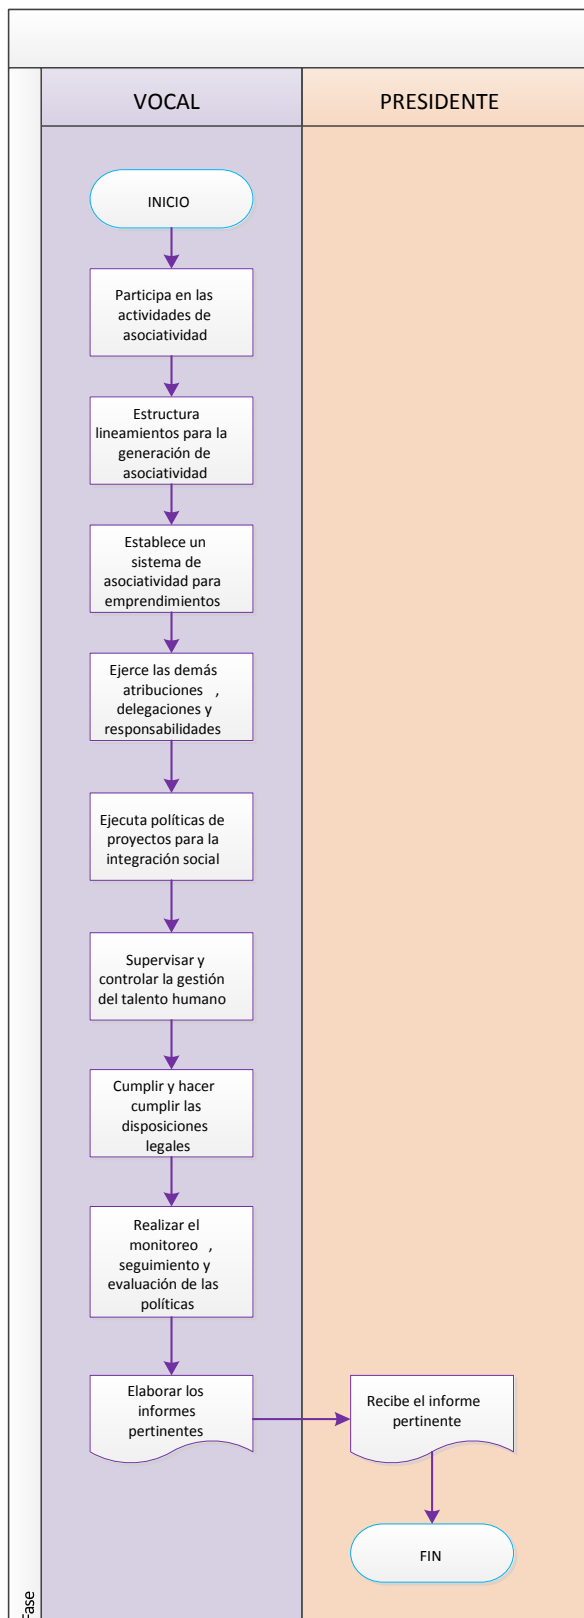 VOCAL
PRESIDENTE
INICIO
Participa en las
actividades de
asociatividad
Estructura
lineamientos para la
generación de
asociatividad
Establece un
sistema de
asociatividad para
emprendimientos
Ejerce las demás
atribuciones ,
delegaciones y
responsabilidades
Ejecuta políticas de
proyectos para la
integración social
Supervisar y
controlar la gestión
del talento humano
Cumplir y hacer
cumplir las
disposiciones
legales
Realizar el
monitoreo ,
seguimiento y
evaluación de las
políticas
Elaborar los
informes
pertinentes
Recibe el informe
pertinente
FIN
Fase